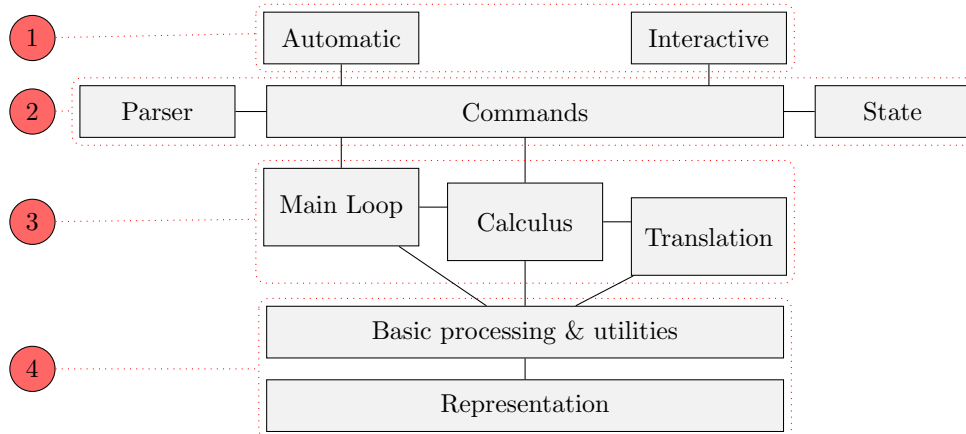 1
Automatic
Interactive
2
Parser
Commands
State
3
Main Loop
Calculus
Translation
4
Basic processing & utilities
Representation